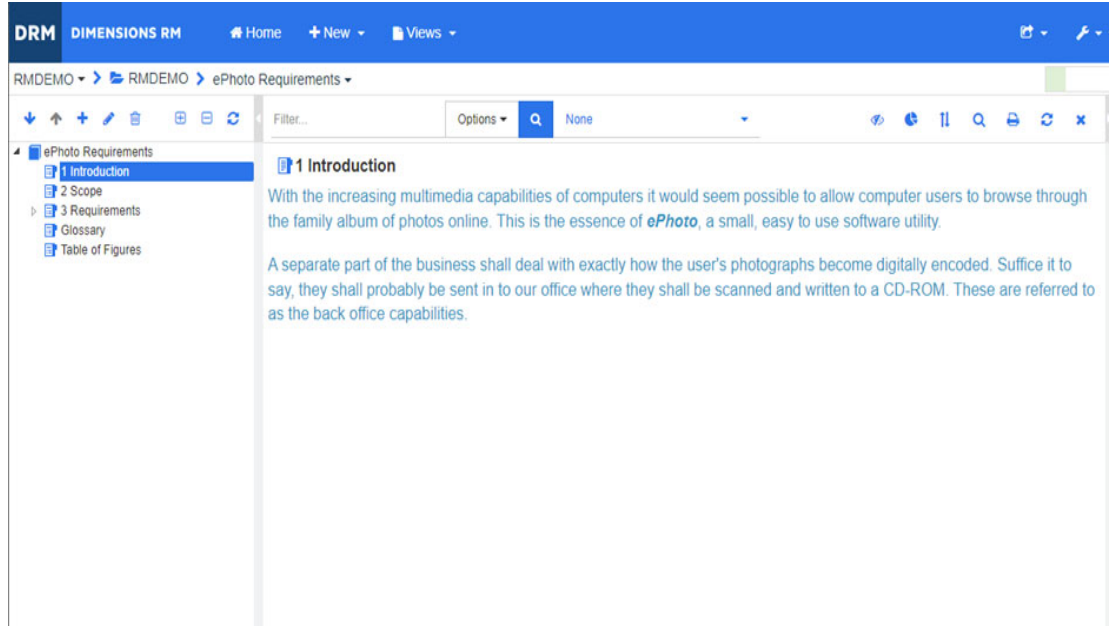 DRM DIMENSIONS RM Home New Views
RMDEMO RMDEMO ePhoto Requirements
Filter... Options None
ePhoto Requirements
1 Introduction
2 Scope
3 Requirements
Glossary
Table of Figures
1 Introduction
With the increasing multimedia capabilities of computers it would seem possible to allow computer users to browse through
the family album of photos online. This is the essence of ePhoto, a small, easy to use software utility.
A separate part of the business shall deal with exactly how the user's photographs become digitally encoded. Suffice it to
say, they shall probably be sent in to our office where they shall be scanned and written to a CD-ROM. These are referred to
as the back office capabilities.